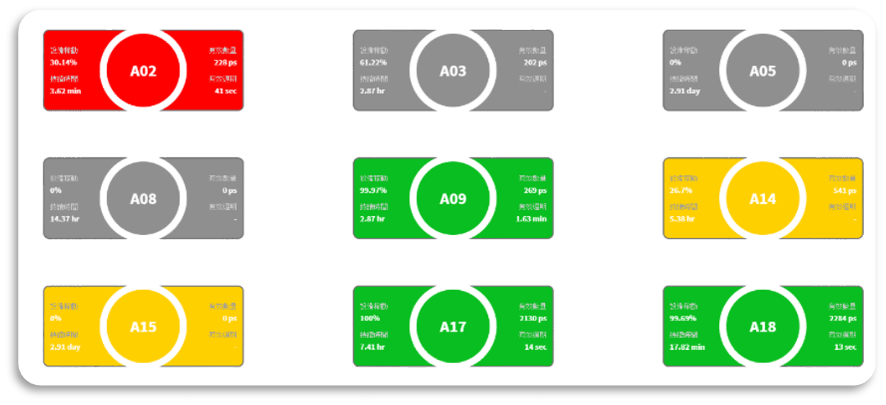 設備稼動 有效數量
30.14% A02 228 ps
持續時間 有效週期
3.62 min 41 sec
設備稼動 有效數量
61.22% A03 202 ps
持續時間 有效週期
2.87 hr -
設備稼動 有效數量
0% A05 0 ps
持續時間 有效週期
2.91 day -
設備稼動 有效數量
0% A08 0 ps
持續時間 有效週期
14.37 hr -
設備稼動 有效數量
99.97% A09 269 ps
持續時間 有效週期
2.87 hr 1.63 min
設備稼動 有效數量
26.7% A14 541 ps
持續時間 有效週期
5.38 hr -
設備稼動 有效數量
0% A15 0 ps
持續時間 有效週期
2.91 day -
設備稼動 有效數量
100% A17 2130 ps
持續時間 有效週期
7.41 hr 14 sec
設備稼動 有效數量
99.69% A18 2284 ps
持續時間 有效週期
17.02 min 13 sec